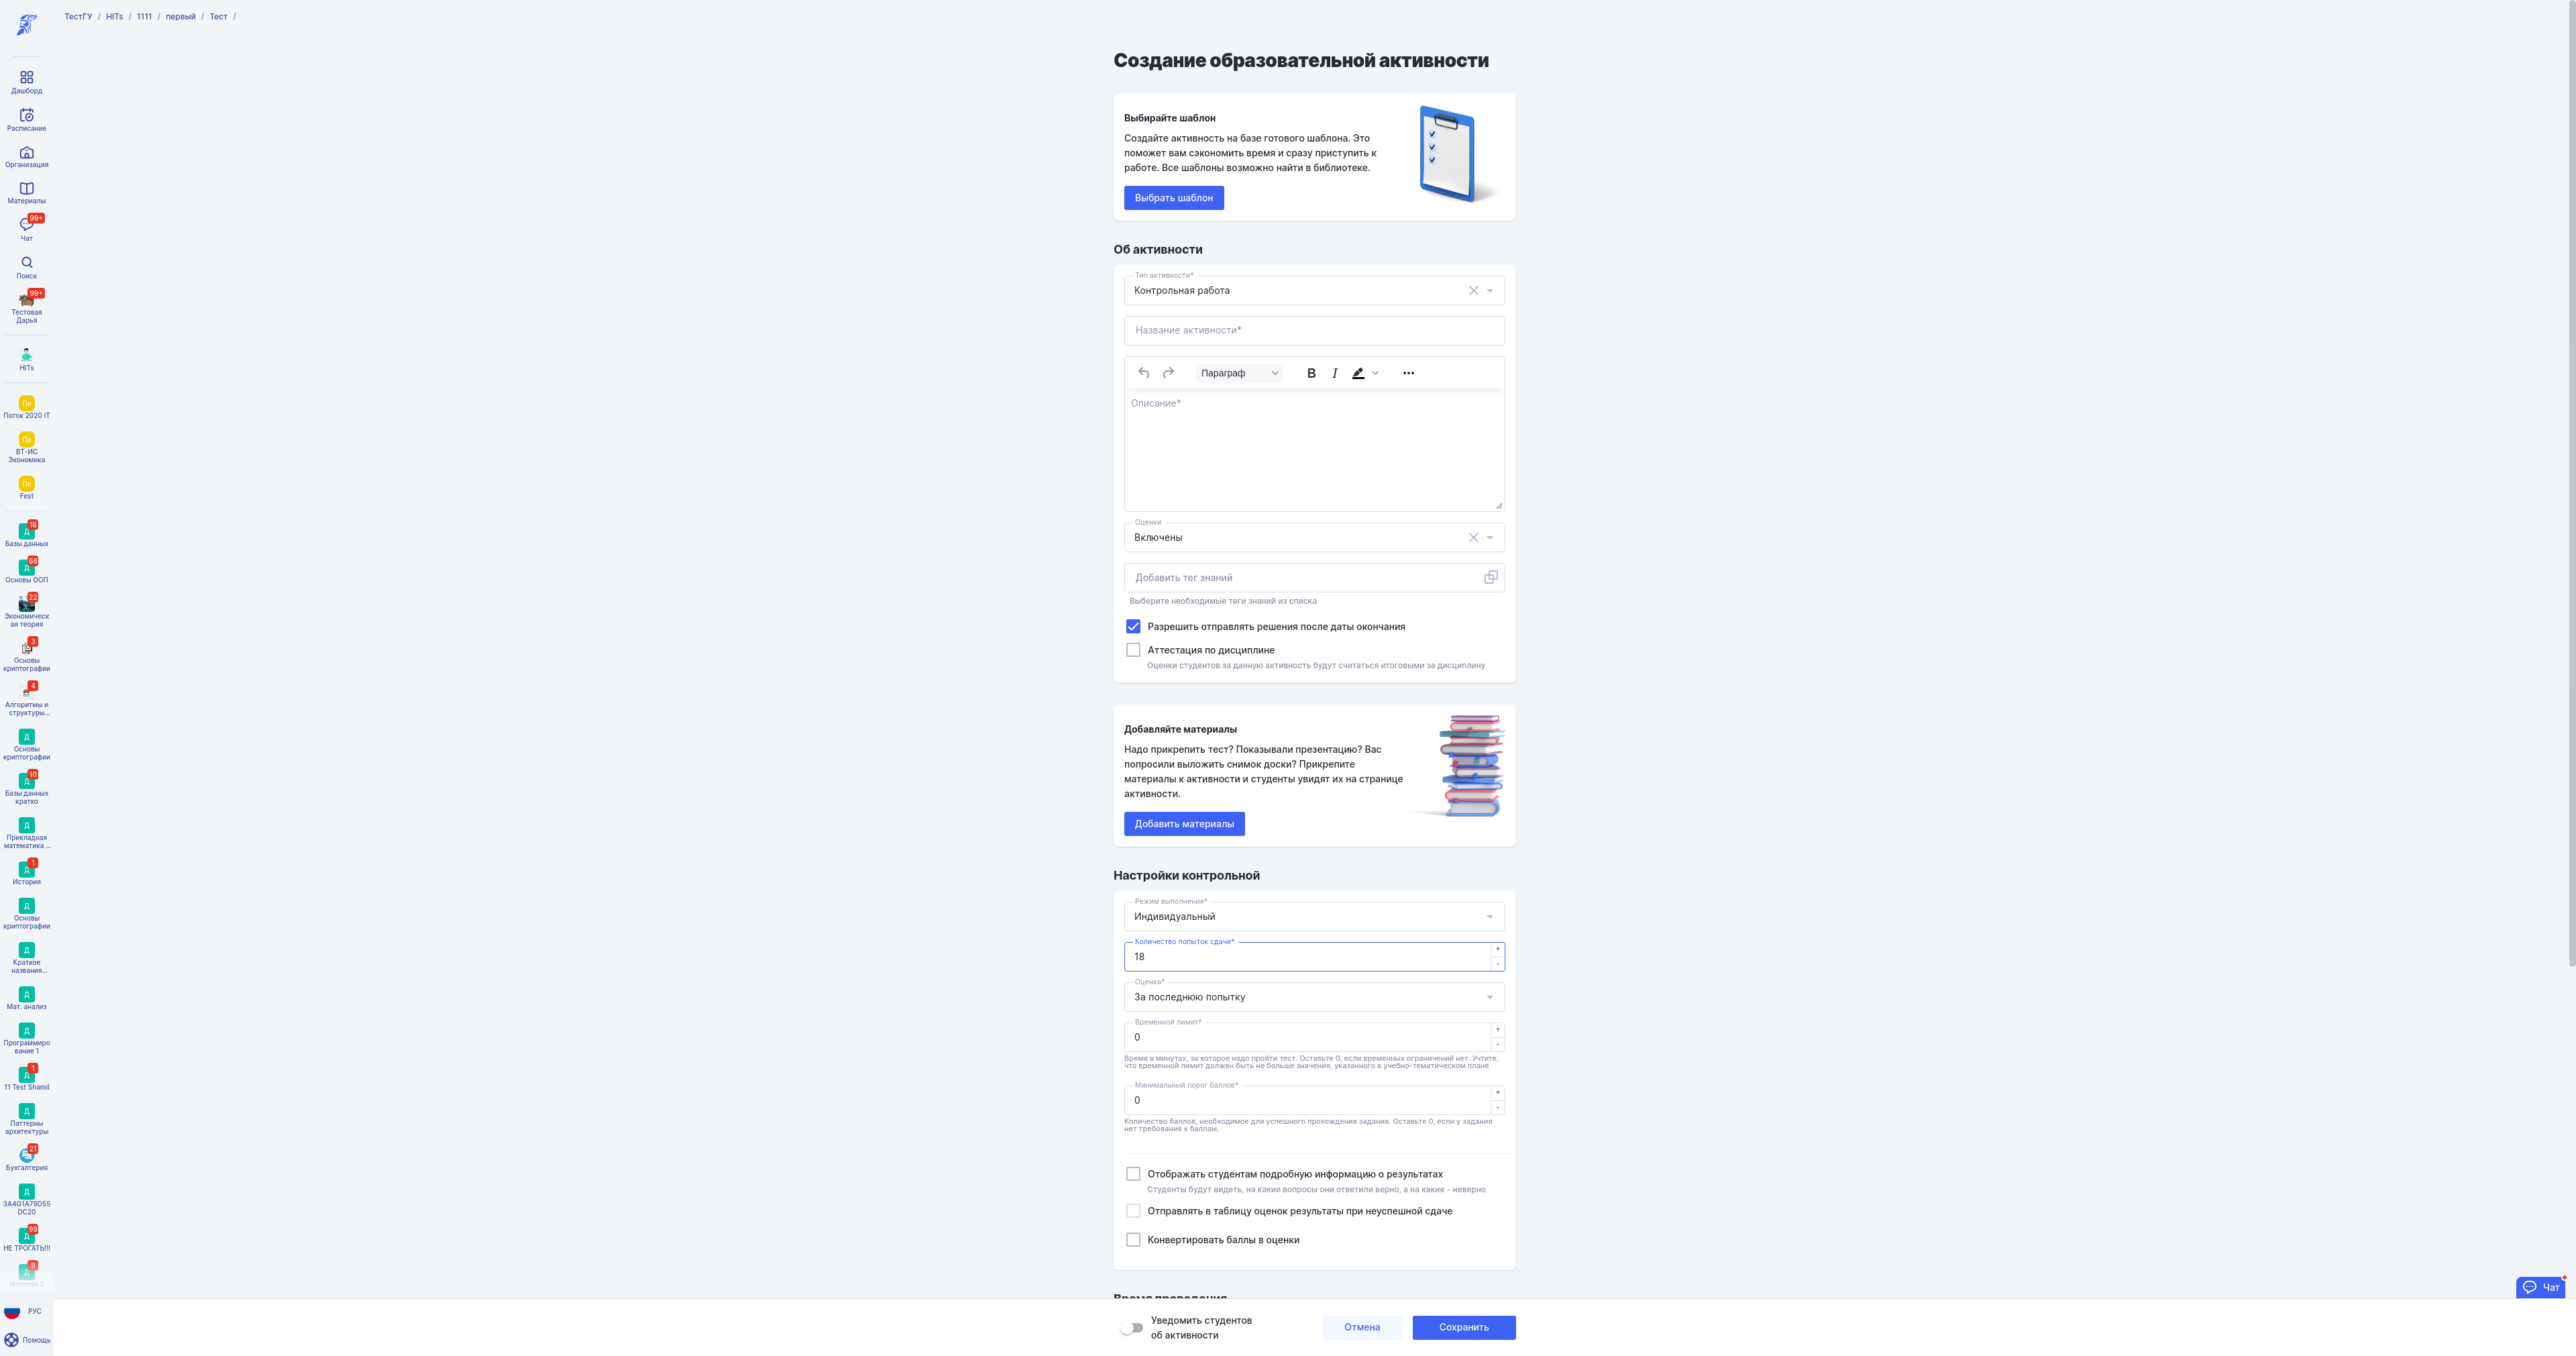 ТестГУ / HITs / 1111 / первый / Тест /
Дашборд
Расписание
Организация
Материалы
99+
Чат
Поиск
99+
Тестовая
Дарья
HITs
По
Поток 2020 IT
По
ВТ-ИС
Экономика
По
Fest
16
Д
Базы данных
66
Д
Основы ООП
22
Экономическ
ая теория
3
Основы
криптографии
4
Алгоритмы и
структуры...
Д
Основы
криптографии
10
Д
Базы данных
кратко
Д
Прикладная
математика ...
1
Д
История
Д
Основы
криптографии
Д
Краткое
названия...
Д
Мат. анализ
Д
Программиро
вание 1
1
Д
11 Test Shamil
Д
Паттерны
архитектуры
21
Бухгалтерия
Д
3A4G1A79D55
DC20
99
Д
НЕ ТРОГАТЬ!!!
9
Д
История 2
РУС
Помощь
Создание образовательной активности
Выбирайте шаблон
Создайте активность на базе готового шаблона. Это
поможет вам сэкономить время и сразу приступить к
работе. Все шаблоны возможно найти в библиотеке.
Выбрать шаблон
Об активности
Тип активности*
Контрольная работа
Название активности*
Параграф
B
I
Описание*
Оценки
Включены
Добавить тег знаний
Выберите необходимые теги знаний из списка
Разрешить отправлять решения после даты окончания
Аттестация по дисциплине
Оценки студентов за данную активность будут считаться итоговыми за дисциплину
Добавляйте материалы
Надо прикрепить тест? Показывали презентацию? Вас
попросили выложить снимок доски? Прикрепите
материалы к активности и студенты увидят их на странице
активности.
Добавить материалы
Настройки контрольной
Режим выполнения*
Индивидуальный
Количество попыток сдачи*
18
+
-
Оценка*
За последнюю попытку
Временной лимит*
0
+
-
Время в минутах, за которое надо пройти тест. Оставьте 0, если временных ограничений нет. Учтите,
что временной лимит должен быть не больше значения, указанного в учебно-тематическом плане
Минимальный порог баллов*
0
+
-
Количество баллов, необходимое для успешного прохождения задания. Оставьте 0, если у задания
нет требования к баллам.
Отображать студентам подробную информацию о результатах
Студенты будут видеть, на какие вопросы они ответили верно, а на какие - неверно
Отправлять в таблицу оценок результаты при неуспешной сдаче
Конвертировать баллы в оценки
Время проведения
Уведомить студентов
об активности
Отмена
Сохранить
Чат